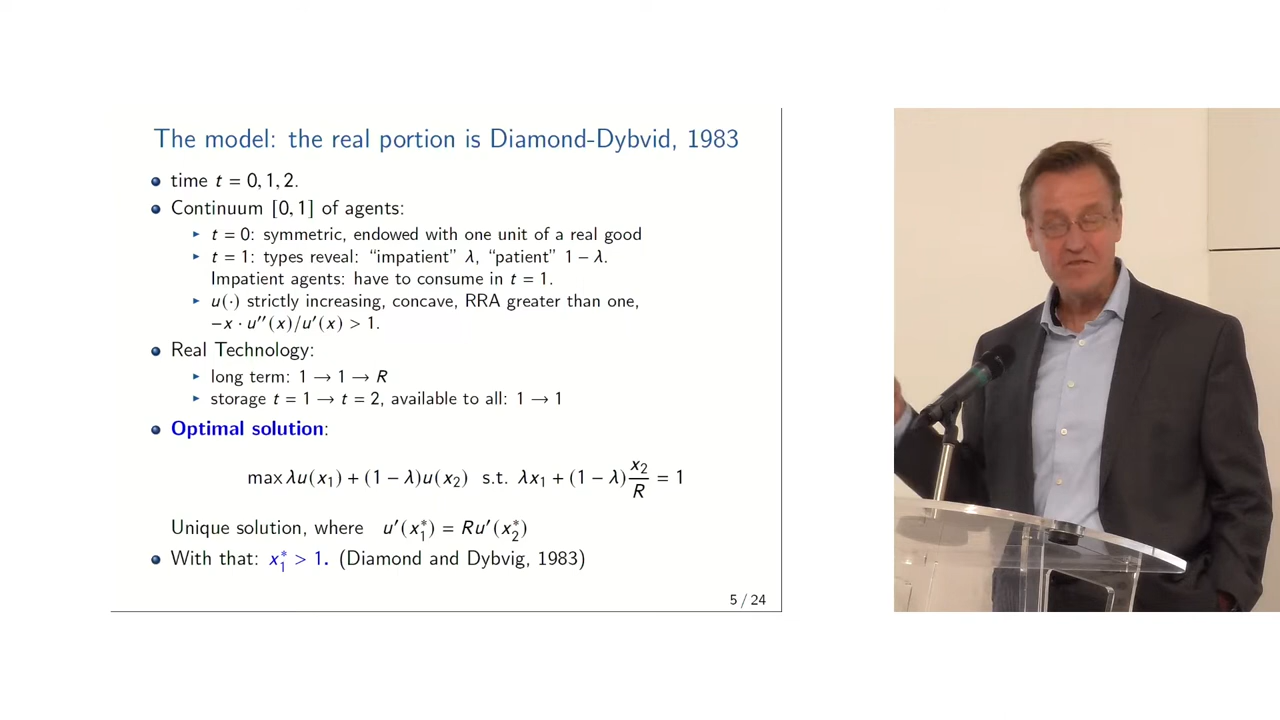 The model: the real portion is Diamond-Dybvid, 1983
time t = 0, 1, 2.
Continuum [0, 1] of agents:
t = 0: symmetric, endowed with one unit of a real good
t = 1: types reveal: “impatient” λ, “patient” 1 − λ.
Impatient agents: have to consume in t = 1.
u(·) strictly increasing, concave, RRA greater than one,
−x · u′′(x)/u′(x) > 1.
Real Technology:
long term: 1 → 1 → R
storage t = 1 → t = 2, available to all: 1 → 1
Optimal solution:
max λu(x₁) + (1 − λ)u(x₂) s.t. λx₁ + (1 − λ)x₂/R = 1
Unique solution, where u′(x₁*) = Ru′(x₂*)
With that: x₁* > 1. (Diamond and Dybvig, 1983)
5 / 24